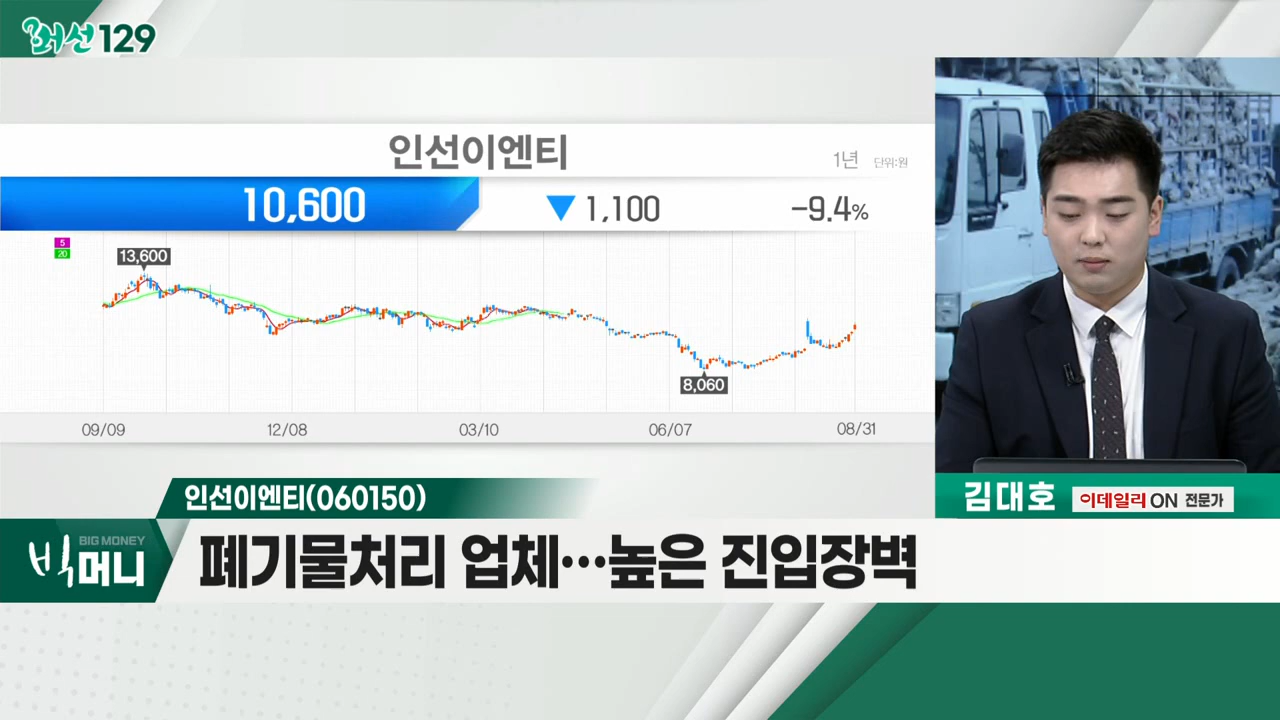 최선129
인선이엔티
1년 단위:원
10,600 ▼1,100 -9.4%
5
20
13,600
8,060
09/09 12/08 03/10 06/07 08/31
인선이엔티(060150)
김대호 이데일리ON 전문가
BIG MONEY
빅머니
폐기물처리 업체…높은 진입장벽